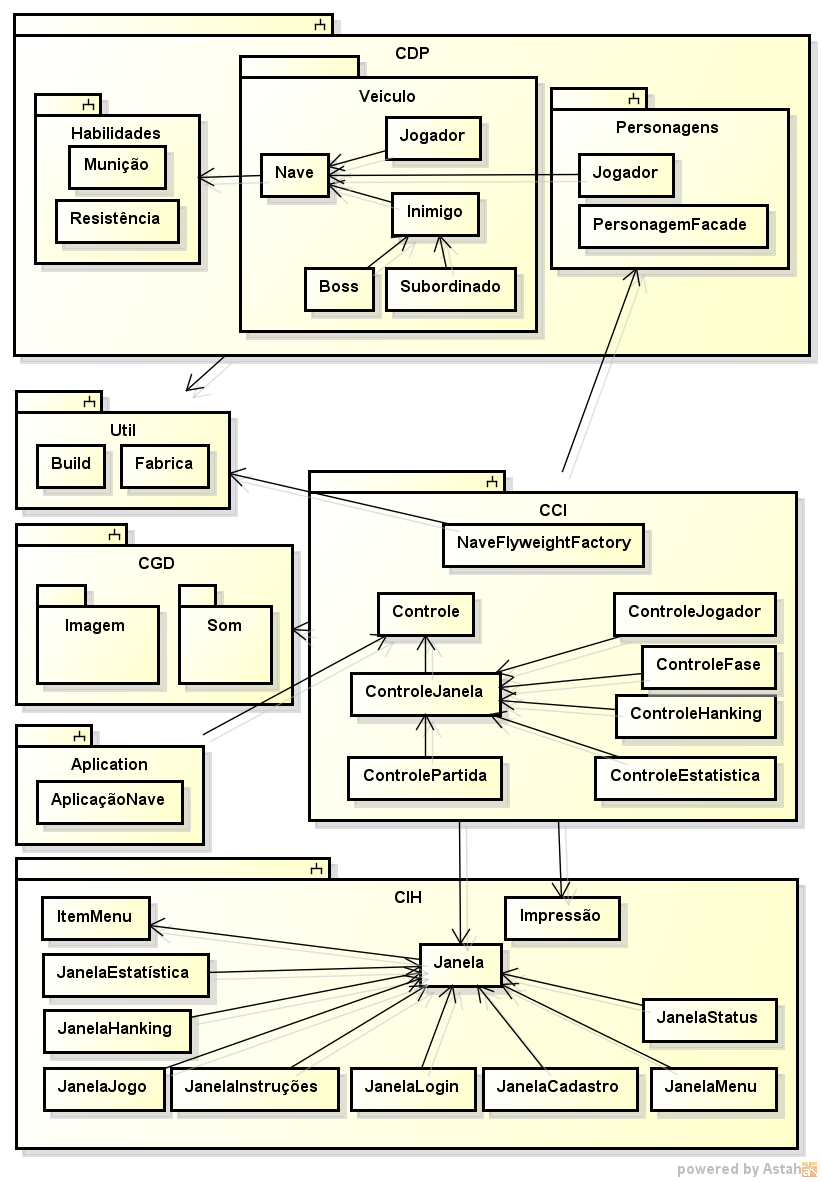 CDP
Habilidades
Munição
Resistência
Veiculo
Nave
Jogador
Inimigo
Boss
Subordinado
Personagens
Jogador
PersonagemFacade
Util
Build
Fabrica
CGD
Imagem
Som
Aplication
AplicaçãoNave
CCI
NaveFlyweightFactory
Controle
ControleJogador
ControleFase
ControleJanela
ControleHanking
ControlePartida
ControleEstatistica
CIH
ItemMenu
Impressão
Janela
JanelaEstatística
JanelaHanking
JanelaStatus
JanelaJogo
JanelaInstruções
JanelaLogin
JanelaCadastro
JanelaMenu
powered by Astah